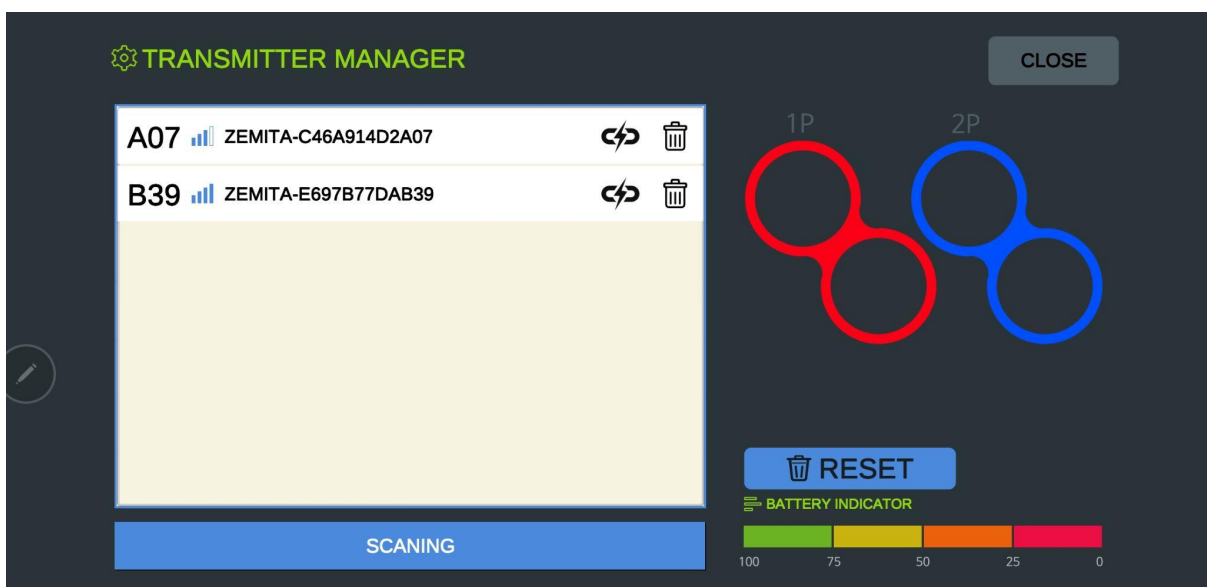 TRANSMITTER MANAGER
CLOSE
A07 ZEMITA-C46A914D2A07
B39 ZEMITA-E697B77DAB39
1P 2P
RESET
BATTERY INDICATOR
100 75 50 25 0
SCANING